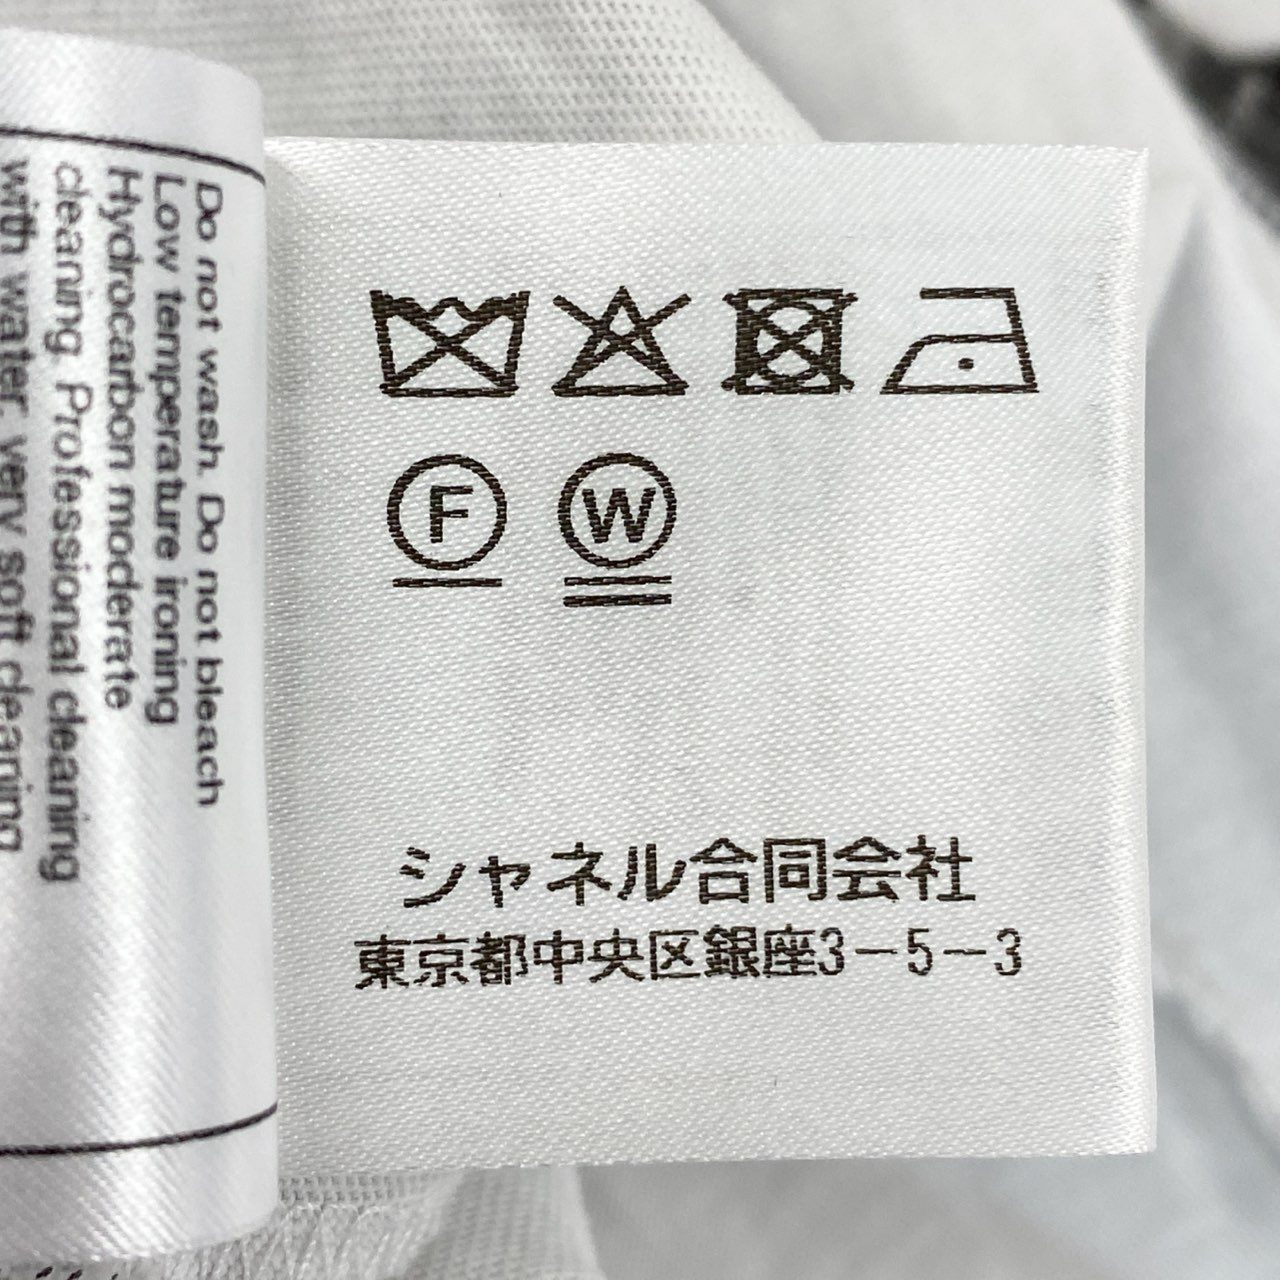 Do not wash. Do not bleach
Low temperature ironing
Hydrocarbon moderate
cleaning. Professional cleaning
with water, very soft cleaning
F W
シャネル合同会社
東京都中央区銀座3-5-3